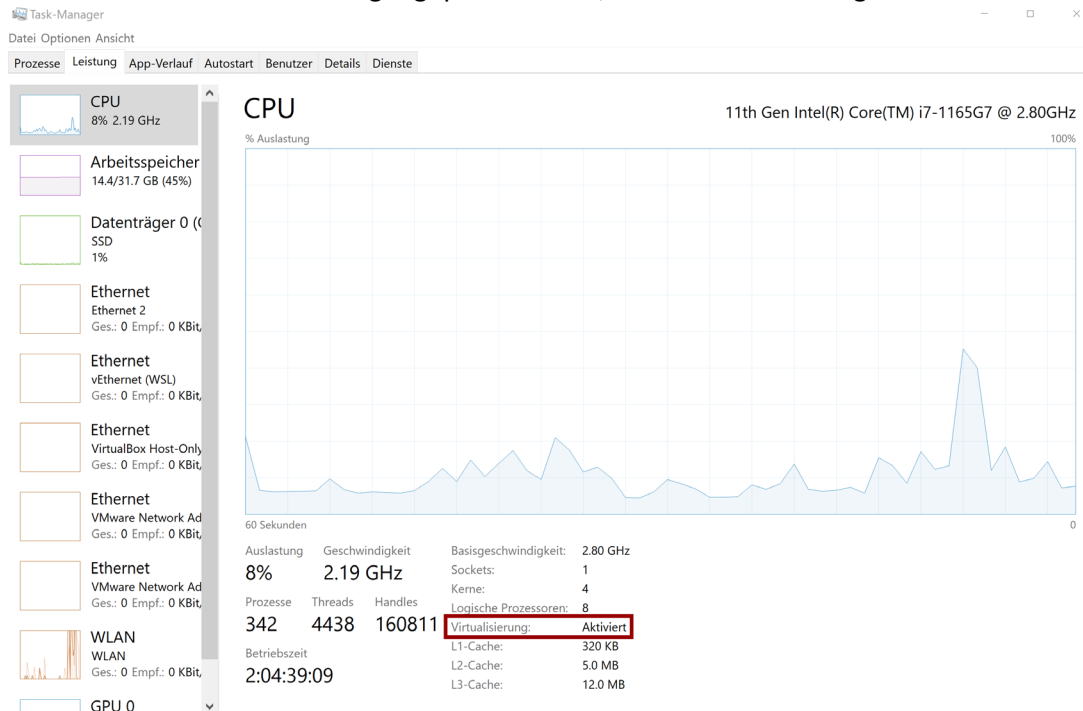 Task-Manager
Datei Optionen Ansicht
Prozesse Leistung App-Verlauf Autostart Benutzer Details Dienste
CPU
8% 2.19 GHz
Arbeitsspeicher
14.4/31.7 GB (45%)
Datenträger 0 (
SSD
1%
Ethernet
Ethernet 2
Ges.: 0 Empf.: 0 KBit,
Ethernet
vEthernet (WSL)
Ges.: 0 Empf.: 0 KBit,
Ethernet
VirtualBox Host-Only
Ges.: 0 Empf.: 0 KBit,
Ethernet
VMware Network Ad
Ges.: 0 Empf.: 0 KBit,
Ethernet
VMware Network Ad
Ges.: 0 Empf.: 0 KBit,
WLAN
WLAN
Ges.: 0 Empf.: 0 KBit,
GPU 0
CPU 11th Gen Intel(R) Core(TM) i7-1165G7 @ 2.80GHz
% Auslastung 100%
60 Sekunden 0
Auslastung Geschwindigkeit
8% 2.19 GHz
Prozesse Threads Handles
342 4438 160811
Betriebszeit
2:04:39:09
Basisgeschwindigkeit: 2.80 GHz
Sockets: 1
Kerne: 4
Logische Prozessoren: 8
Virtualisierung: Aktiviert
L1-Cache: 320 KB
L2-Cache: 5.0 MB
L3-Cache: 12.0 MB